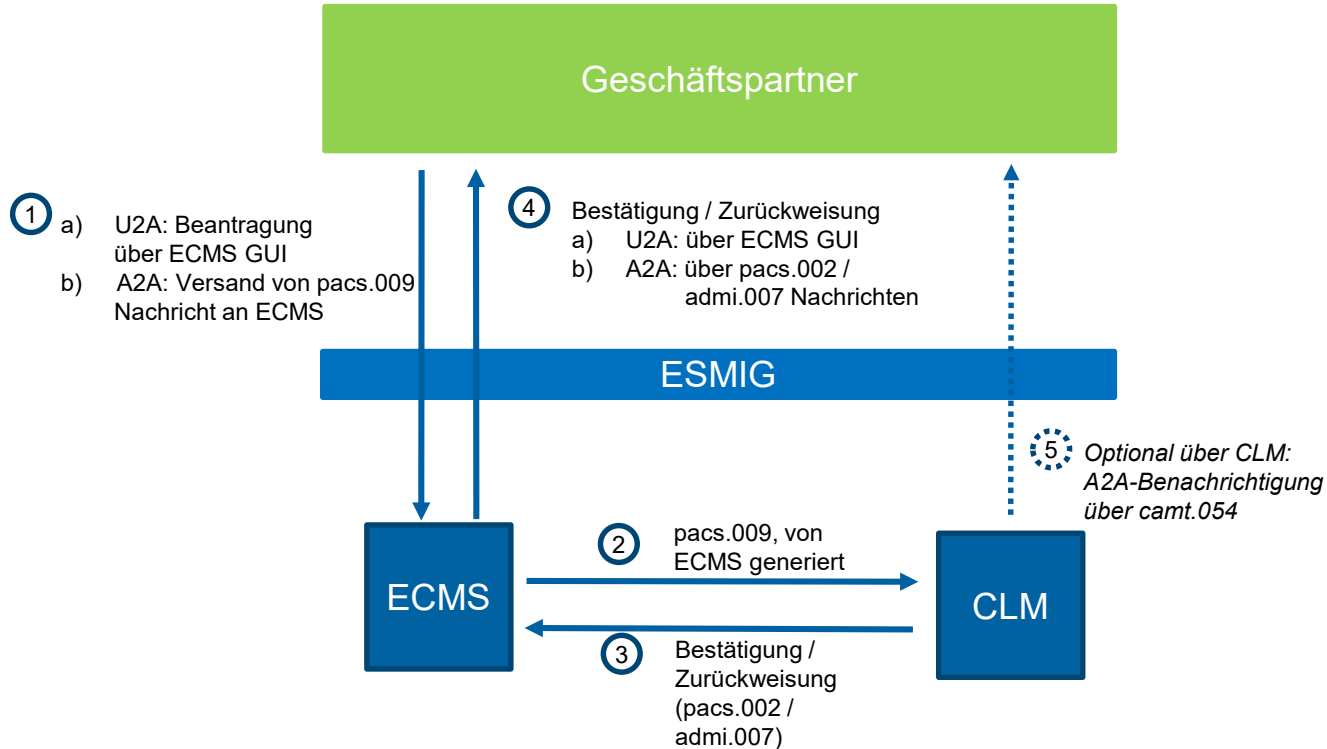 Geschäftspartner
1
a) U2A: Beantragung
über ECMS GUI
b) A2A: Versand von pacs.009
Nachricht an ECMS
4
Bestätigung / Zurückweisung
a) U2A: über ECMS GUI
b) A2A: über pacs.002 /
admi.007 Nachrichten
ESMIG
5
Optional über CLM:
A2A-Benachrichtigung
über camt.054
2
pacs.009, von
ECMS generiert
ECMS
CLM
3
Bestätigung /
Zurückweisung
(pacs.002 /
admi.007)